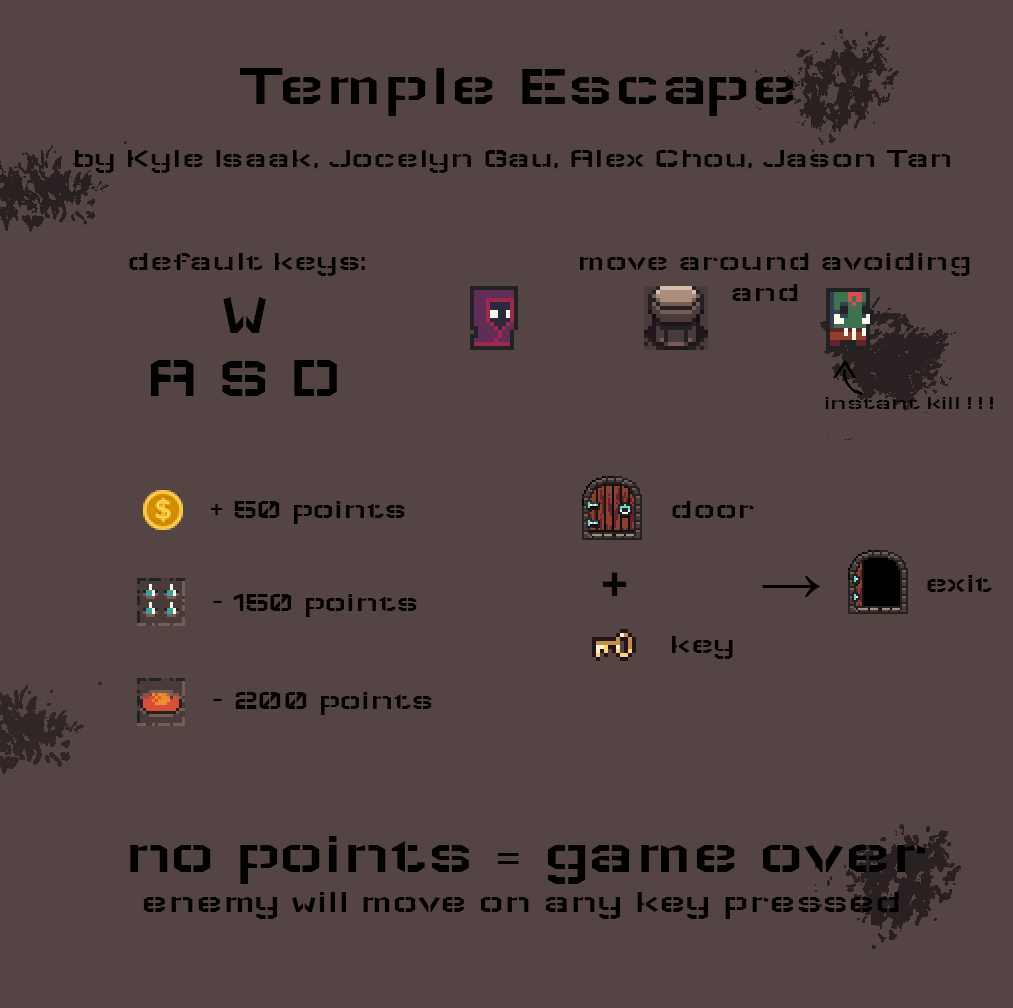 Temple Escape
by Kyle Isaak, Jocelyn Gau, Alex Chou, Jason Tan
default keys:
W
A S D
move around avoiding
and
instant kill!!!
$
+ 50 points
- 150 points
- 200 points
door
+
key
→
exit
no points = game over
enemy will move on any key pressed